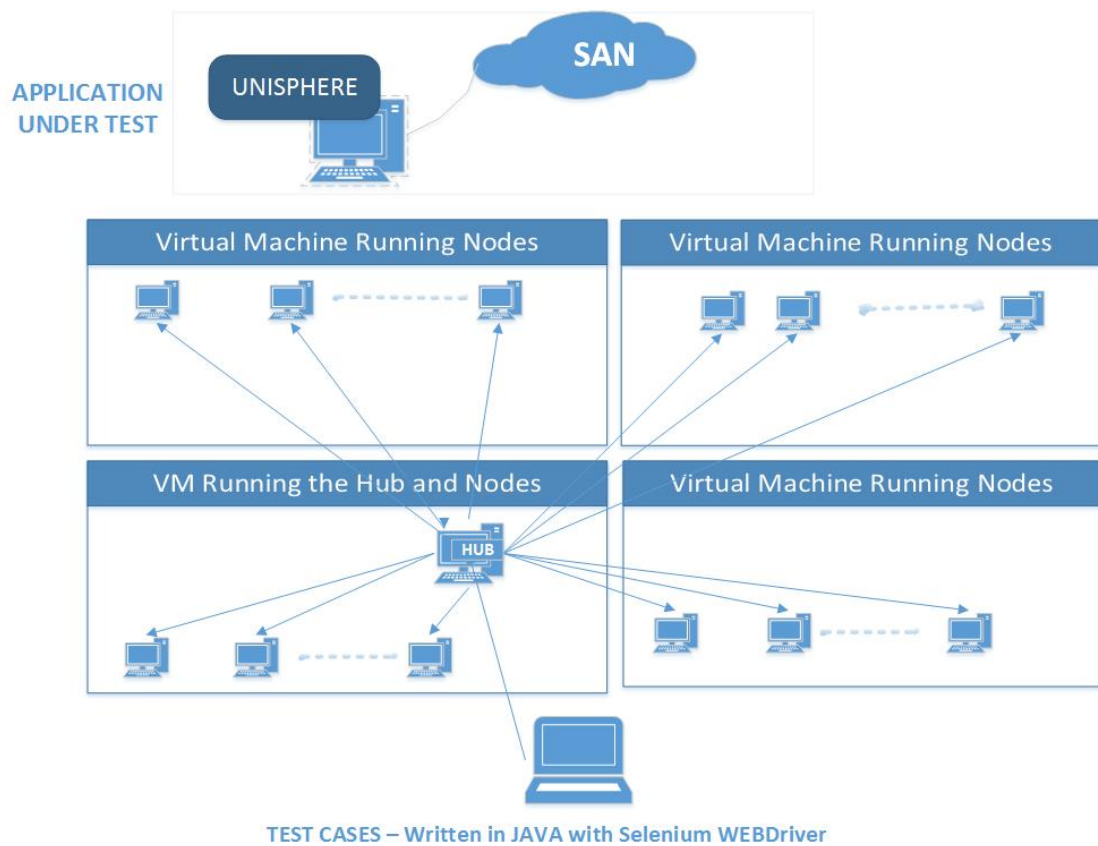 SAN
UNISPHERE
APPLICATION
UNDER TEST
Virtual Machine Running Nodes
Virtual Machine Running Nodes
VM Running the Hub and Nodes
Virtual Machine Running Nodes
HUB
TEST CASES – Written in JAVA with Selenium WEBDriver